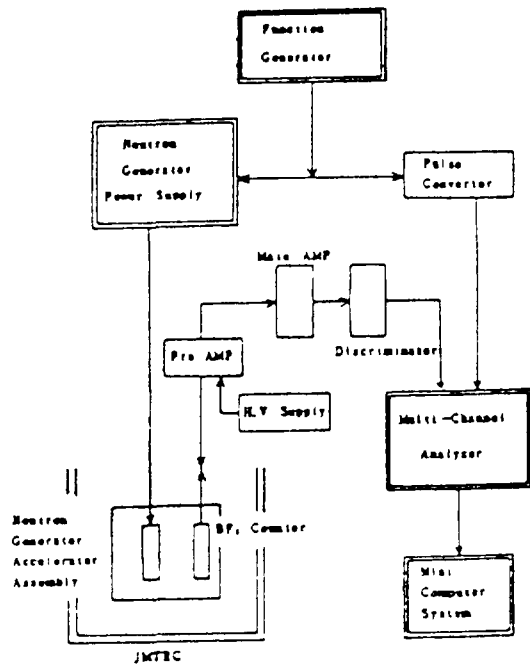 Function
Generator
Neutron
Generator
Power Supply
Pulse
Converter
Main AMP
Discriminator
Pre AMP
H.V Supply
Multi-Channel
Analyzer
Neutron
Generator
Accelerator
Assembly
BF₃ Counter
Mini
Computer
System
JMTRC